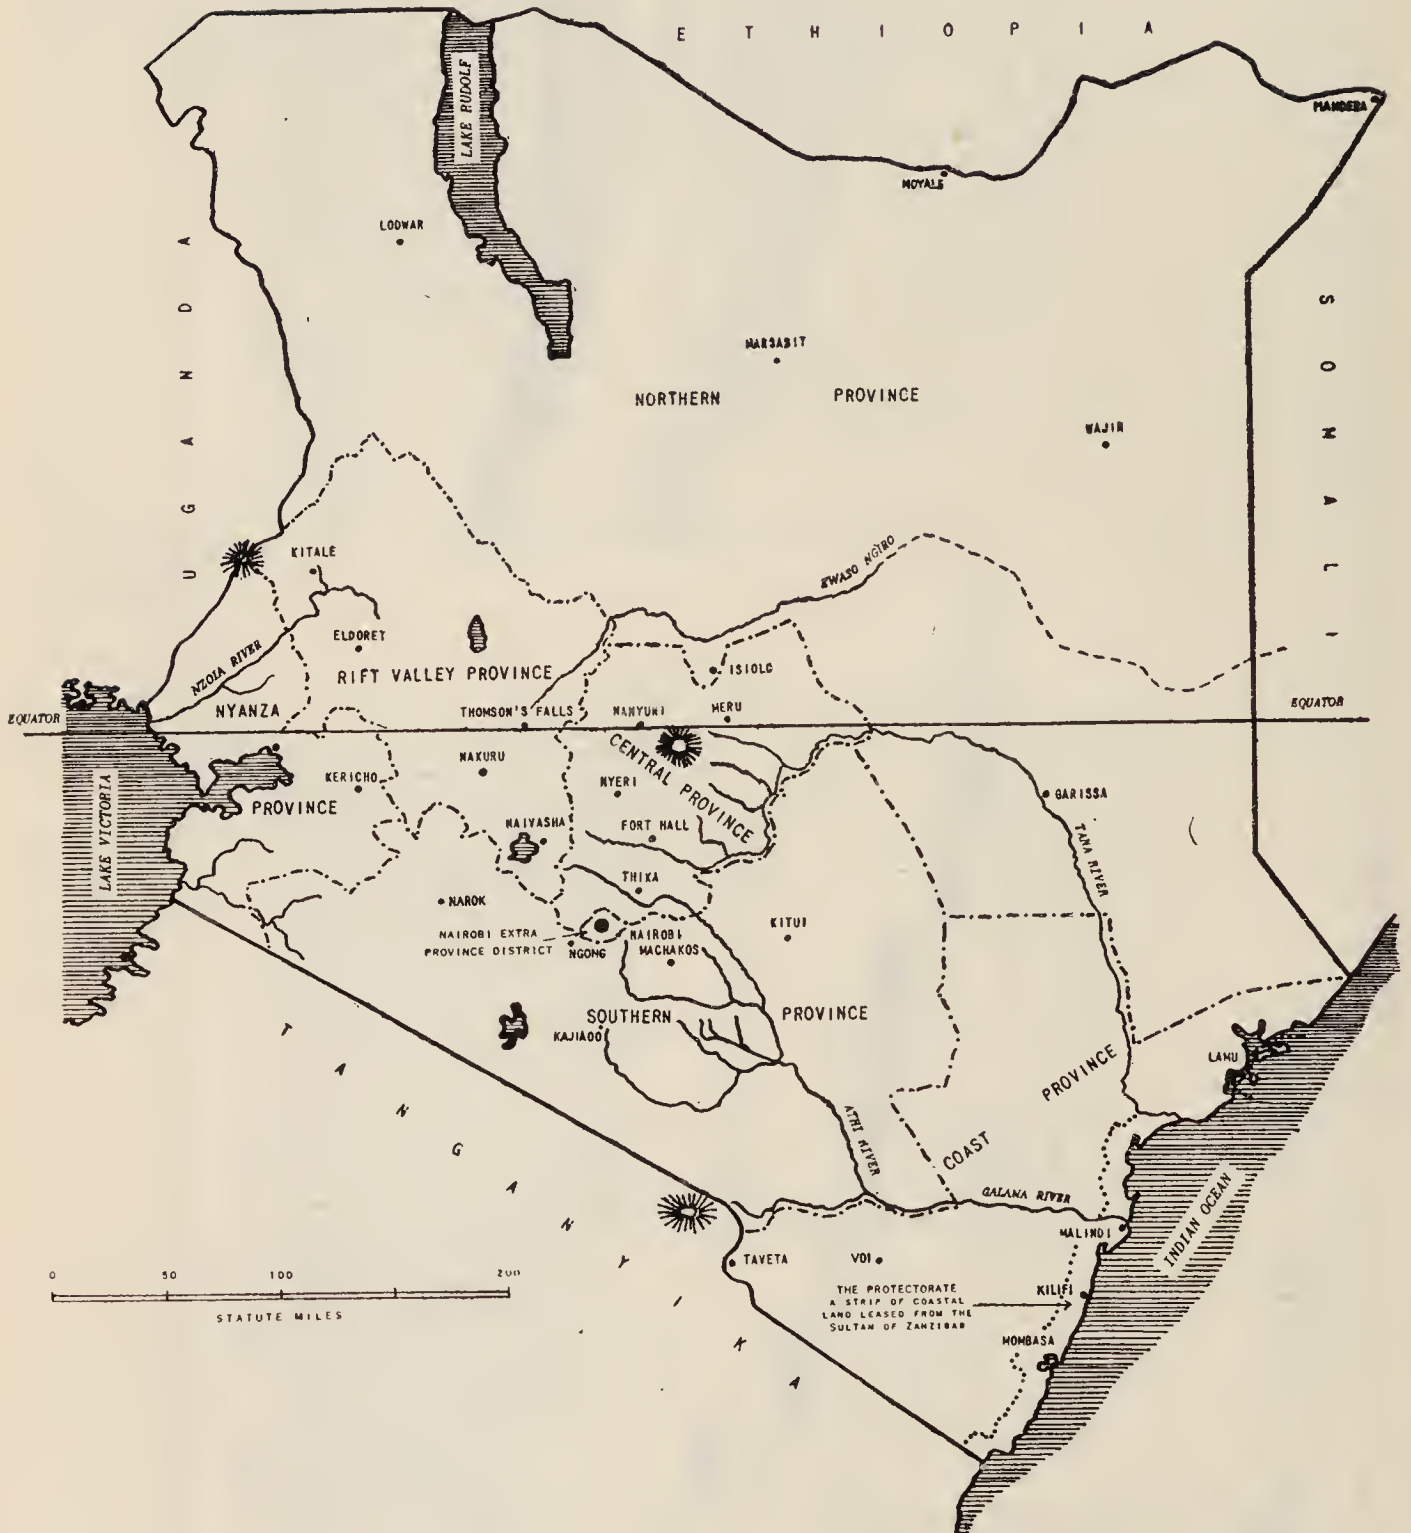 ETHIOPIA
LAKE RUDOLF
MANDERA
MOYALE
LODWAR
UGANDA
SOMALI
MARSABIT
NORTHERN PROVINCE
WAJIR
KITALE
EWASO NGIRO
ELDORET
NZOIA RIVER
RIFT VALLEY PROVINCE
ISIOLO
EQUATOR
NYANZA
THOMSON'S FALLS
NANYUKI
MERU
EQUATOR
CENTRAL PROVINCE
NAKURU
KERICHO
NYERI
GARISSA
LAKE VICTORIA
PROVINCE
NAIVASHA
FORT HALL
TANA RIVER
THIKA
NAROK
KITUI
NAIROBI EXTRA
PROVINCE DISTRICT
NGONG
NAIROBI
MACHAKOS
SOUTHERN PROVINCE
KAJIADO
TANGANYIKA
LAMU
COAST PROVINCE
ATHI RIVER
GALANA RIVER
INDIAN OCEAN
MALINDI
TAVETA
VOI
0 50 100 200
STATUTE MILES
THE PROTECTORATE
A STRIP OF COASTAL
LAND LEASED FROM THE
SULTAN OF ZANZIBAR
KILIFI
MOMBASA